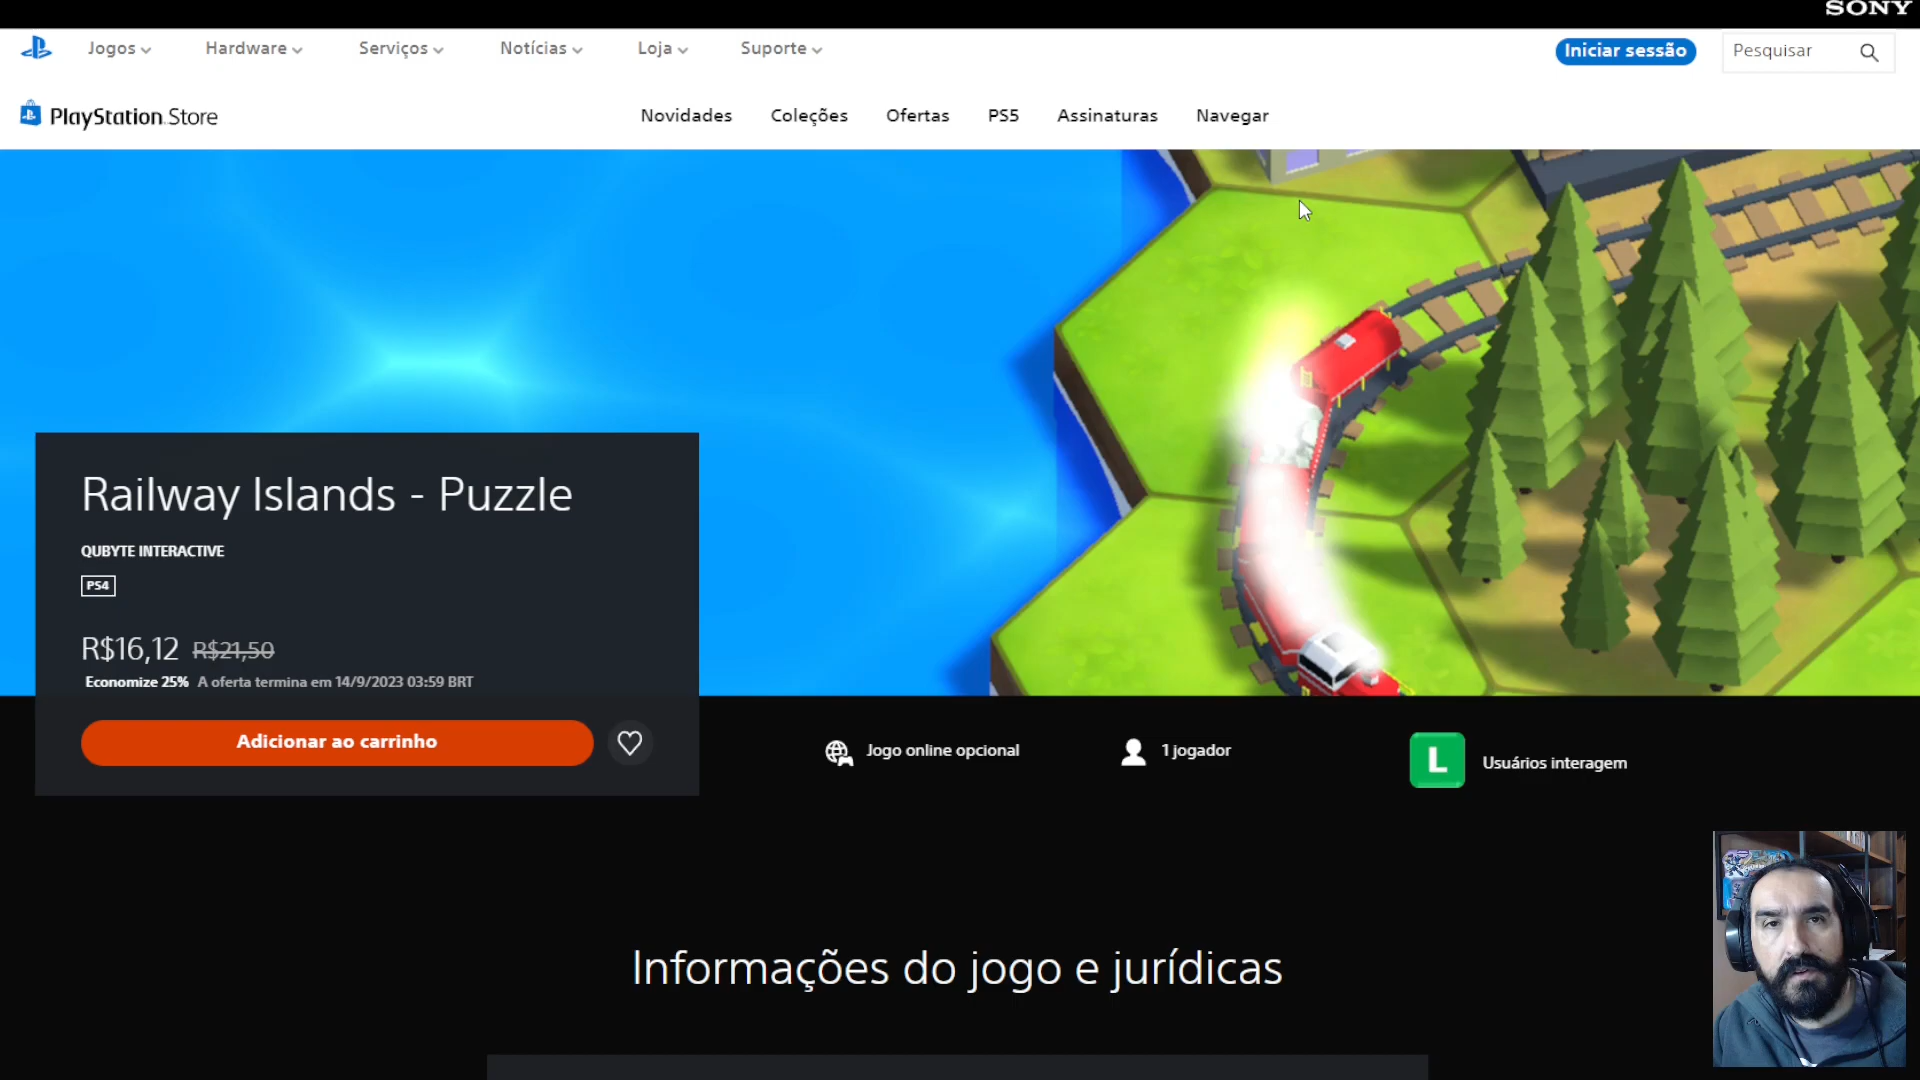 SONY
Jogos
Hardware
Serviços
Notícias
Loja
Suporte
Iniciar sessão
Pesquisar
PlayStation Store
Novidades
Coleções
Ofertas
PS5
Assinaturas
Navegar
Railway Islands - Puzzle
QUBYTE INTERACTIVE
PS4
R$16,12 R$21,50
Economize 25% A oferta termina em 14/9/2023 03:59 BRT
Adicionar ao carrinho
Jogo online opcional
1 jogador
L
Usuários interagem
Informações do jogo e jurídicas